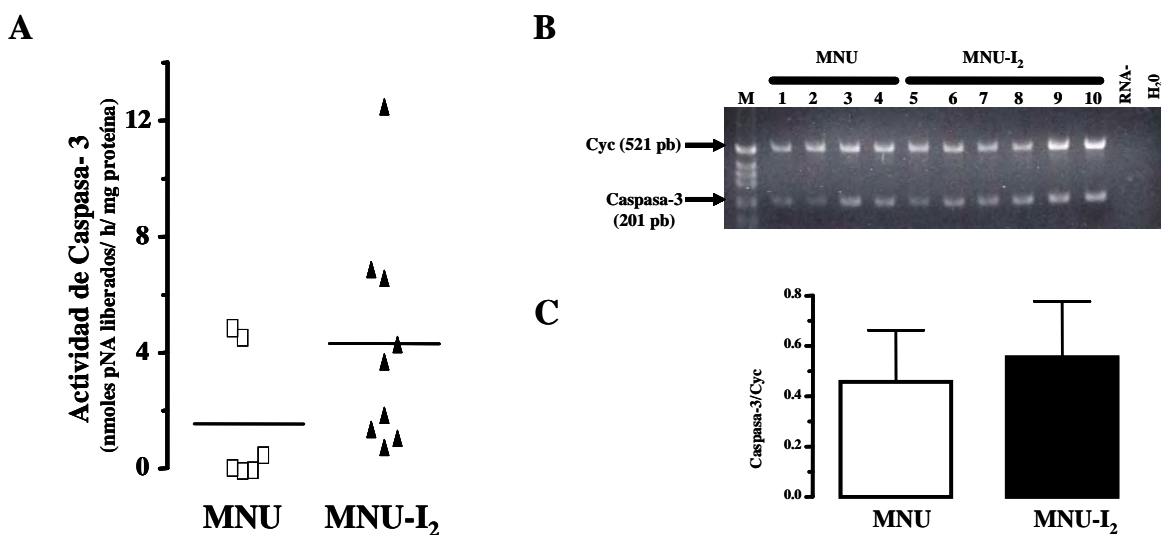 A
Actividad de Caspasa- 3
(nmoles pNA liberados/ h/ mg proteína)
12
8
4
0
MNU
MNU-I₂
B
MNU
MNU-I₂
RNA-
H₂0
M 1 2 3 4 5 6 7 8 9 10
Cyc (521 pb)
Caspasa-3
(201 pb)
C
Caspasa-3/Cyc
0.8
0.6
0.4
0.2
0.0
MNU
MNU-I₂